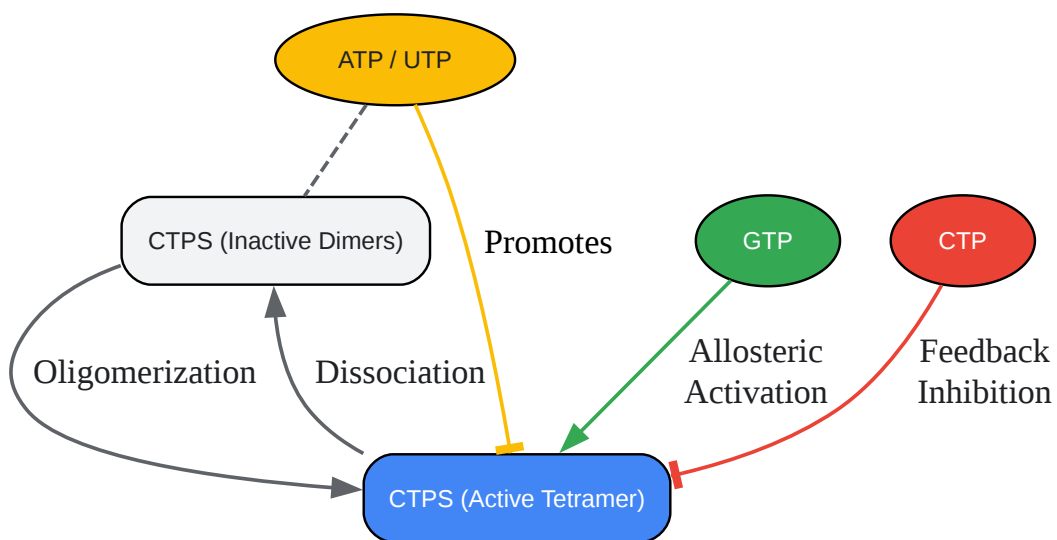 ATP / UTP
CTPS (Inactive Dimers)
Promotes
GTP
CTP
Oligomerization
Dissociation
Allosteric
Activation
Feedback
Inhibition
CTPS (Active Tetramer)